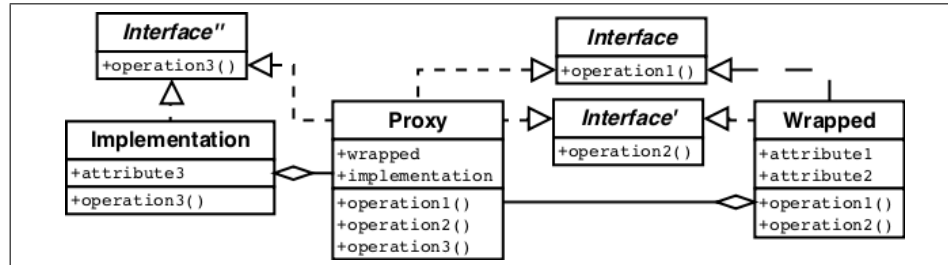 Interface"
+operation3()
Interface
+operation1()
Implementation
+attribute3
+operation3()
Proxy
+wrapped
+implementation
+operation1()
+operation2()
+operation3()
Interface'
+operation2()
Wrapped
+attribute1
+attribute2
+operation1()
+operation2()